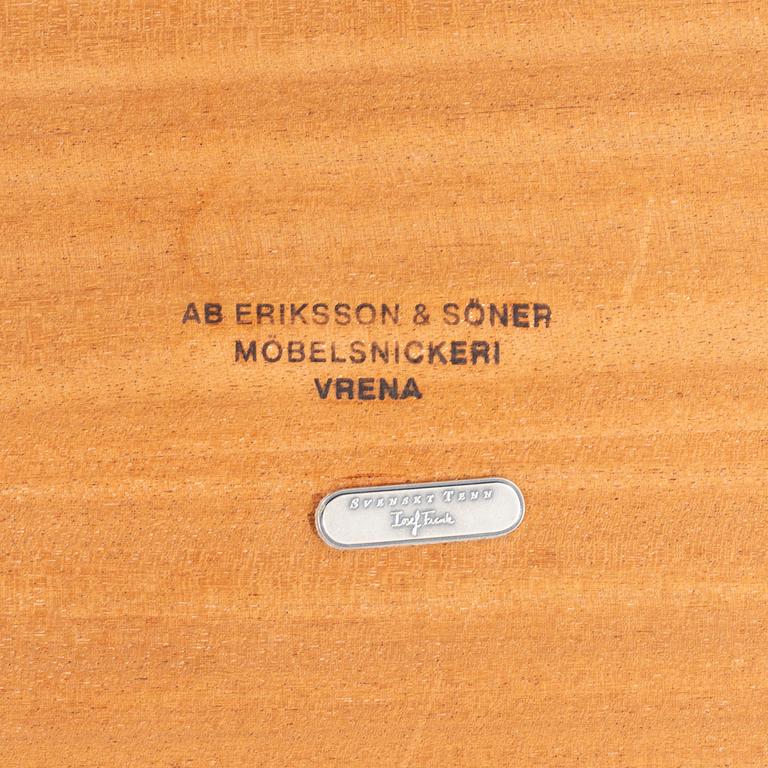 AB ERIKSSON & SÖNER
MÖBELSNICKERI
VRENA
SVENSKT TENN
Josef Frank